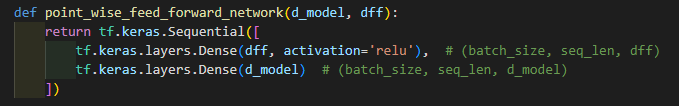 def point_wise_feed_forward_network(d_model, dff):
    return tf.keras.Sequential([
        tf.keras.layers.Dense(dff, activation='relu'),  # (batch_size, seq_len, dff)
        tf.keras.layers.Dense(d_model)  # (batch_size, seq_len, d_model)
    ])